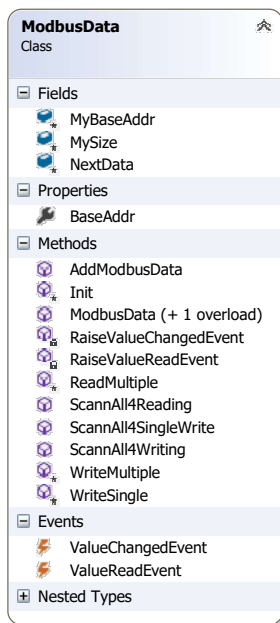 ModbusData
Class
Fields
MyBaseAddr
MySize
NextData
Properties
BaseAddr
Methods
AddModbusData
Init
ModbusData (+ 1 overload)
RaiseValueChangedEvent
RaiseValueReadEvent
ReadMultiple
ScannAll4Reading
ScannAll4SingleWrite
ScannAll4Writing
WriteMultiple
WriteSingle
Events
ValueChangedEvent
ValueReadEvent
Nested Types